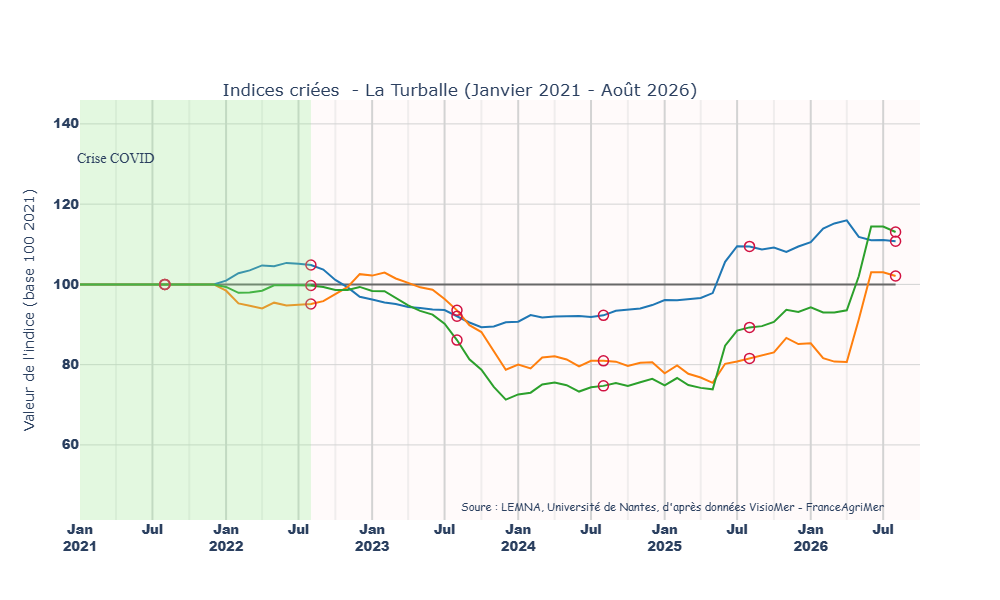 Indices criées  - La Turballe (Janvier 2021 - Août 2026)
Valeur de l'indice (base 100 2021)
140
120
100
80
60
Crise COVID
Soure : LEMNA, Université de Nantes, d'après données VisioMer - FranceAgriMer
Jan Jul Jan Jul Jan Jul Jan Jul Jan Jul Jan Jul
2021 2022 2023 2024 2025 2026